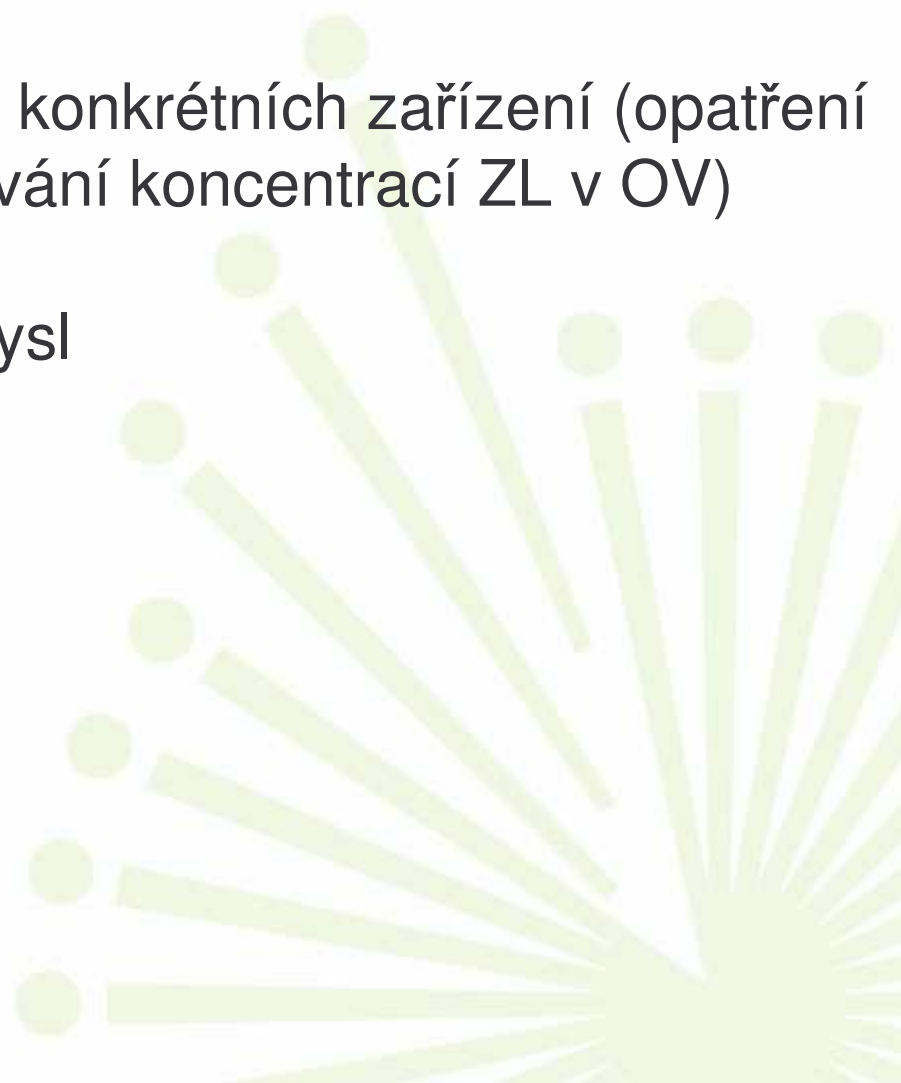 konkrétních zařízení (opatření
vání koncentrací ZL v OV)
ysl